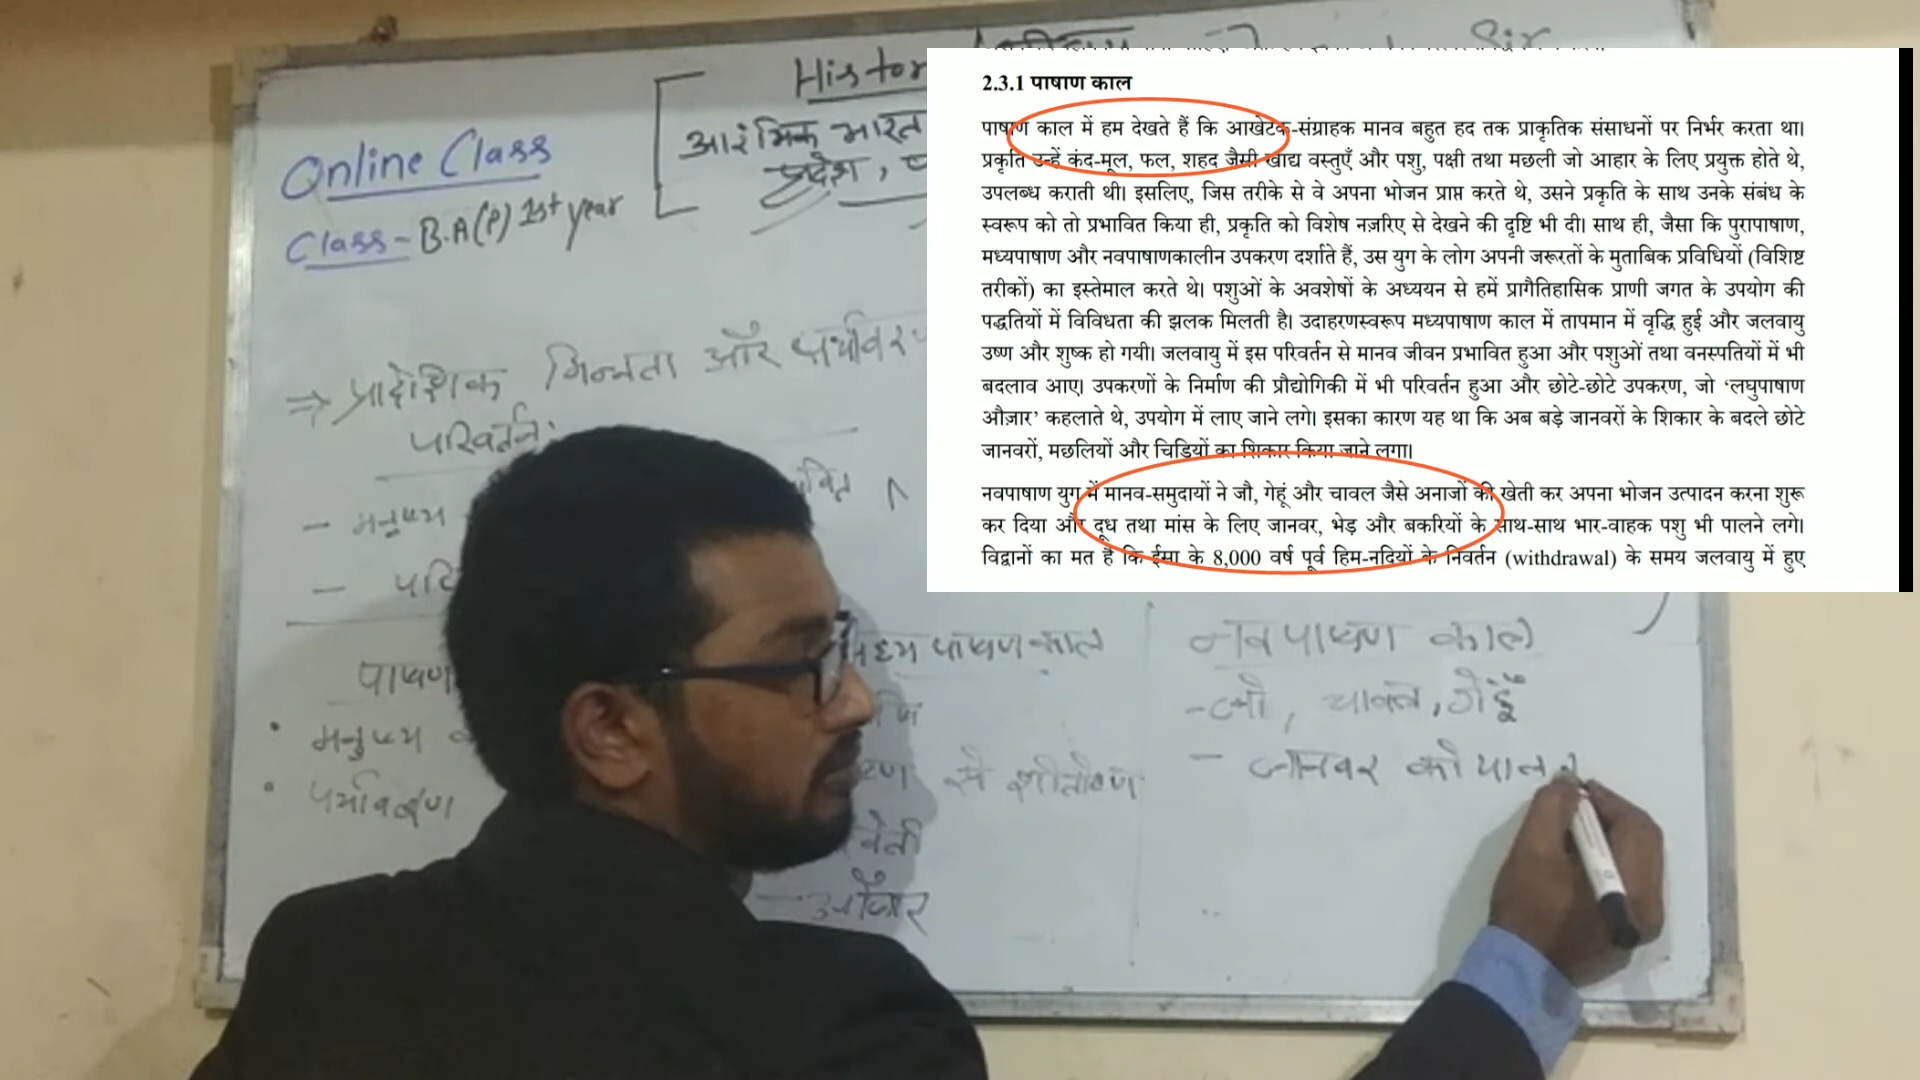 Online Class
Class - B.A(P) 1st year
आरंभिक भारत
प्रदेश,
⇒ प्रादेशिक भिन्नता और
परिवर्तन
- मनुष्य
-
पाषाण
• मनुष्य
• पर्यावरण
मध्य पाषाण काल
से शीतोष्ण
खेती
- औजार
नवपाषाण काल
- जौ, चावल, गेहूँ
- जानवर को पालन
2.3.1 पाषाण काल
पाषाण काल में हम देखते हैं कि आखेटक-संग्राहक मानव बहुत हद तक प्राकृतिक संसाधनों पर निर्भर करता था।
प्रकृति उन्हें कंद-मूल, फल, शहद जैसी खाद्य वस्तुएँ और पशु, पक्षी तथा मछली जो आहार के लिए प्रयुक्त होते थे,
उपलब्ध कराती थी। इसलिए, जिस तरीके से वे अपना भोजन प्राप्त करते थे, उसने प्रकृति के साथ उनके संबंध के
स्वरूप को तो प्रभावित किया ही, प्रकृति को विशेष नज़रिए से देखने की दृष्टि भी दी। साथ ही, जैसा कि पुरापाषाण,
मध्यपाषाण और नवपाषाणकालीन उपकरण दर्शाते हैं, उस युग के लोग अपनी जरूरतों के मुताबिक प्रविधियों (विशिष्ट
तरीकों) का इस्तेमाल करते थे। पशुओं के अवशेषों के अध्ययन से हमें प्रागैतिहासिक प्राणी जगत के उपयोग की
पद्धतियों में विविधता की झलक मिलती है। उदाहरणस्वरूप मध्यपाषाण काल में तापमान में वृद्धि हुई और जलवायु
उष्ण और शुष्क हो गयी। जलवायु में इस परिवर्तन से मानव जीवन प्रभावित हुआ और पशुओं तथा वनस्पतियों में भी
बदलाव आए। उपकरणों के निर्माण की प्रौद्योगिकी में भी परिवर्तन हुआ और छोटे-छोटे उपकरण, जो ‘लघुपाषाण
औज़ार’ कहलाते थे, उपयोग में लाए जाने लगे। इसका कारण यह था कि अब बड़े जानवरों के शिकार के बदले छोटे
जानवरों, मछलियों और चिड़ियों का शिकार किया जाने लगा।
नवपाषाण युग में मानव-समुदायों ने जौ, गेहूं और चावल जैसे अनाजों की खेती कर अपना भोजन उत्पादन करना शुरू
कर दिया और दूध तथा मांस के लिए जानवर, भेड़ और बकरियों के साथ-साथ भार-वाहक पशु भी पालने लगे।
विद्वानों का मत है कि ईसा के 8,000 वर्ष पूर्व हिम-नदियों के निवर्तन (withdrawal) के समय जलवायु में हुए